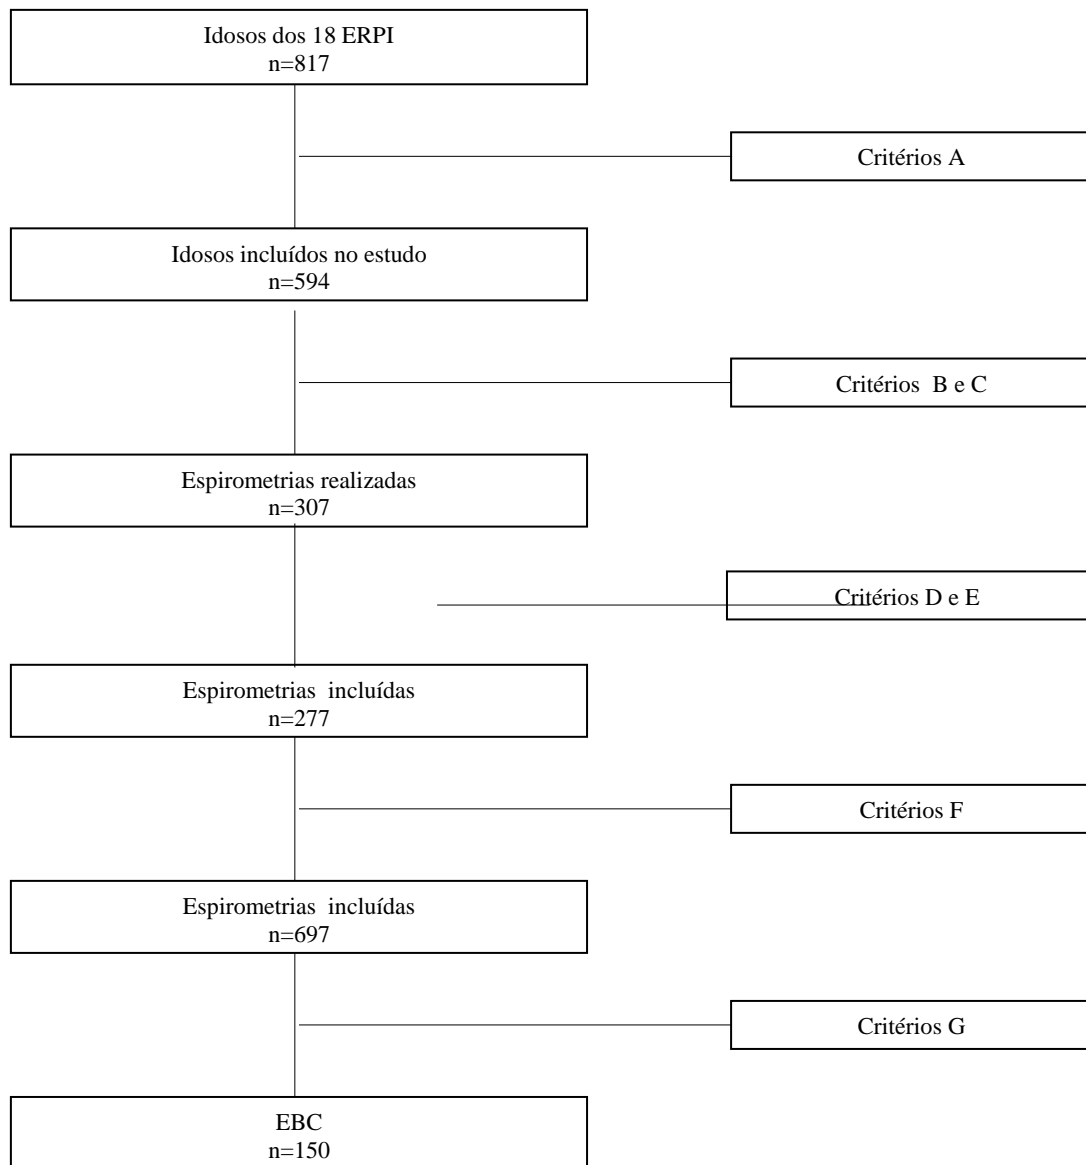 Idosos dos 18 ERPI
n=817
Critérios A
Idosos incluídos no estudo
n=594
Critérios B e C
Espirometrias realizadas
n=307
Critérios D e E
Espirometrias incluídas
n=277
Critérios F
Espirometrias incluídas
n=697
Critérios G
EBC
n=150